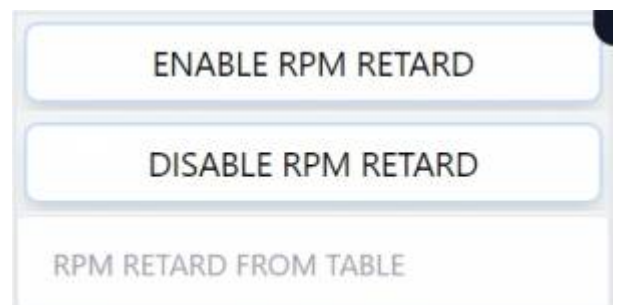 ENABLE RPM RETARD
DISABLE RPM RETARD
RPM RETARD FROM TABLE